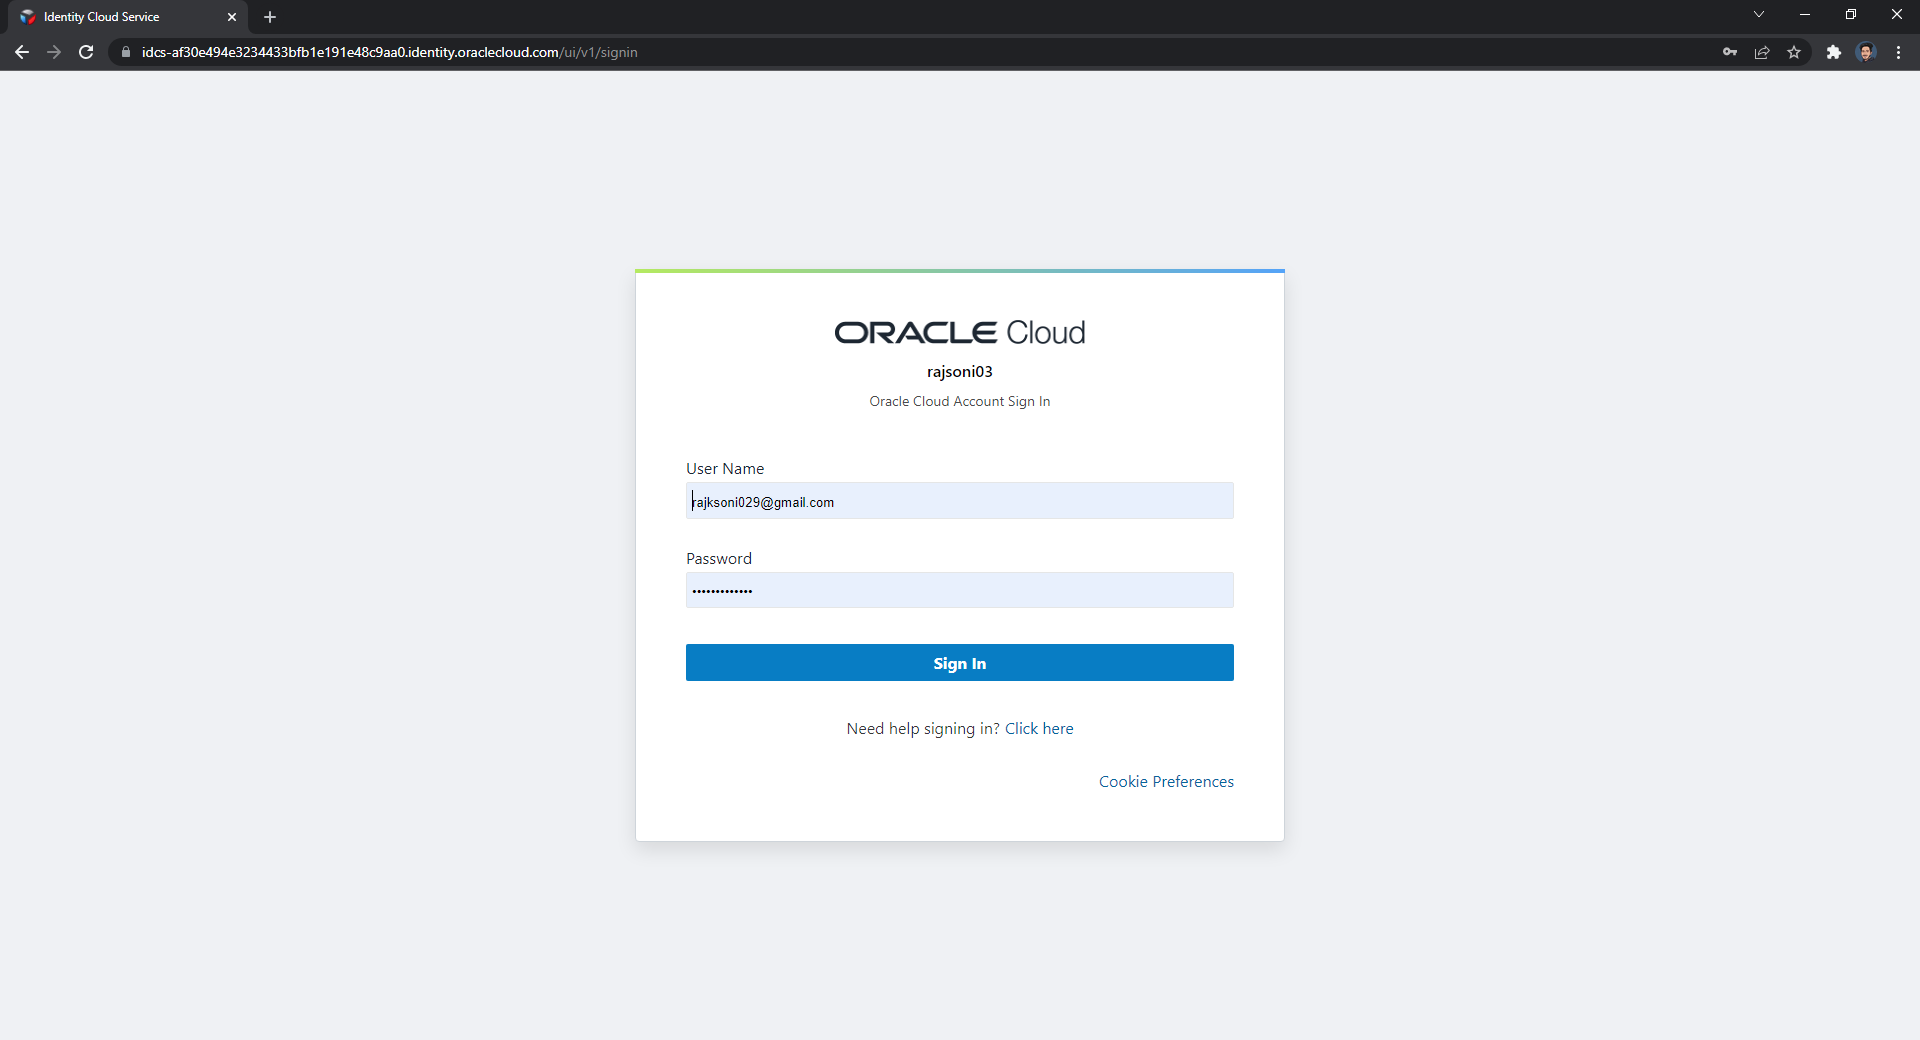 Identity Cloud Service
idcs-af30e494e3234433bfb1e191e48c9aa0.identity.oraclecloud.com/ui/v1/signin
ORACLE Cloud
rajsoni03
Oracle Cloud Account Sign In
User Name
rajksoni029@gmail.com
Password
•••••••••••••
Sign In
Need help signing in? Click here
Cookie Preferences